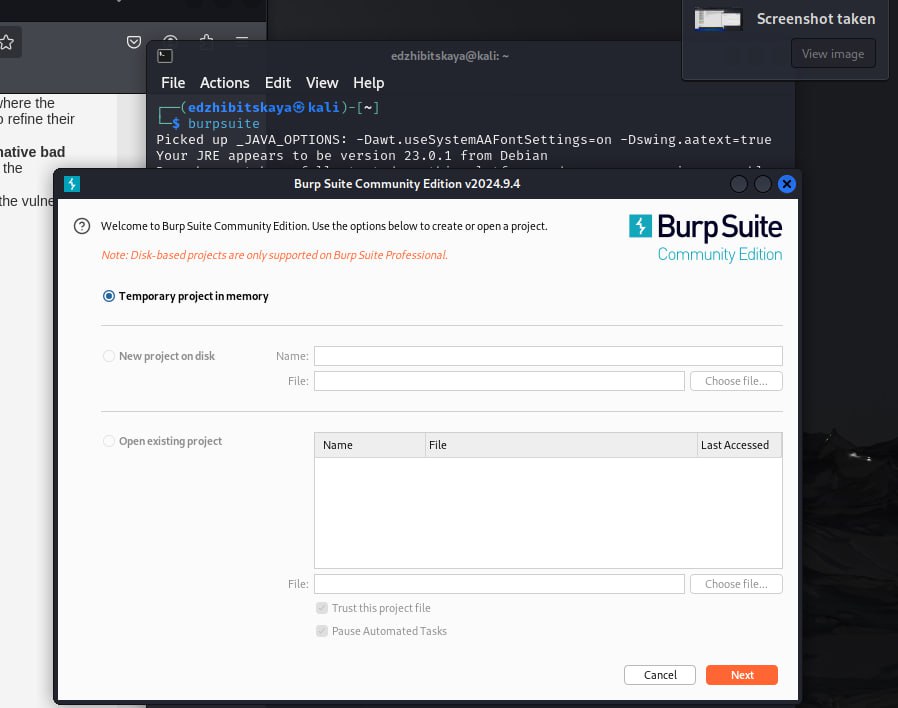 Screenshot taken
View image
where the
o refine their
native bad
the
the vulne
edzhibitskaya@kali: ~
File Actions Edit View Help
┌──(edzhibitskaya㉿kali)-[~]
└─$ burpsuite
Picked up _JAVA_OPTIONS: -Dawt.useSystemAAFontSettings=on -Dswing.aatext=true
Your JRE appears to be version 23.0.1 from Debian
Burp Suite Community Edition v2024.9.4
Welcome to Burp Suite Community Edition. Use the options below to create or open a project.
Note: Disk-based projects are only supported on Burp Suite Professional.
Burp Suite
Community Edition
Temporary project in memory
New project on disk
Name:
File:
Choose file...
Open existing project
Name File Last Accessed
File:
Choose file...
Trust this project file
Pause Automated Tasks
Cancel
Next